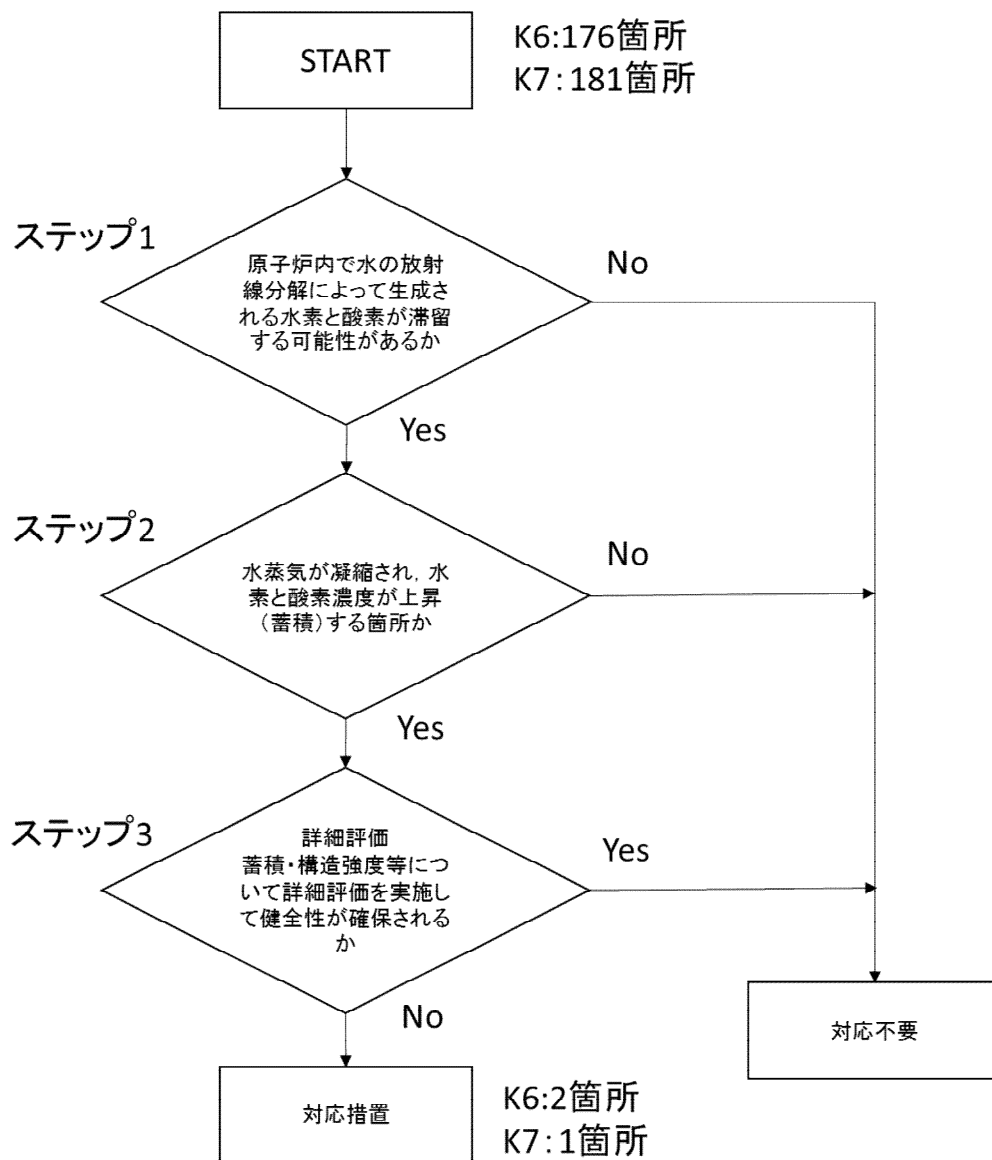 START
K6:176箇所
K7:181箇所
ステップ1
原子炉内で水の放射
線分解によって生成さ
れる水素と酸素が滞留
する可能性があるか
No
Yes
ステップ2
水蒸気が凝縮され，水
素と酸素濃度が上昇
（蓄積）する箇所か
No
Yes
ステップ3
詳細評価
蓄積・構造強度等につ
いて詳細評価を実施し
て健全性が確保される
か
Yes
No
対応不要
対応措置
K6:2箇所
K7:1箇所